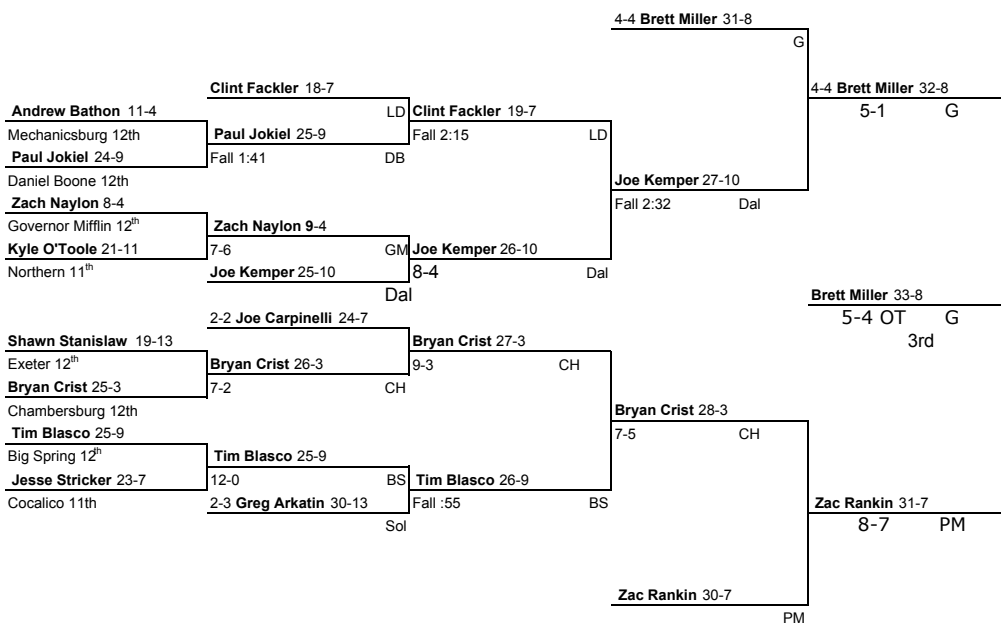 4-4 Brett Miller 31-8
G
Clint Fackler 18-7
4-4 Brett Miller 32-8
Andrew Bathon 11-4
LD
Clint Fackler 19-7
5-1 G
Mechanicsburg 12th
Paul Jokiel 25-9
Fall 2:15
LD
Paul Jokiel 24-9
Fall 1:41
DB
Daniel Boone 12th
Joe Kemper 27-10
Zach Naylon 8-4
Fall 2:32
Dal
Governor Mifflin 12th
Zach Naylon 9-4
Kyle O'Toole 21-11
7-6
GM
Joe Kemper 26-10
Northern 11th
Joe Kemper 25-10
8-4
Dal
Dal
Brett Miller 33-8
2-2 Joe Carpinelli 24-7
5-4 OT G
Shawn Stanislaw 19-13
Bryan Crist 27-3
3rd
Exeter 12th
Bryan Crist 26-3
9-3
CH
Bryan Crist 25-3
7-2
CH
Chambersburg 12th
Bryan Crist 28-3
Tim Blasco 25-9
7-5
CH
Big Spring 12th
Tim Blasco 25-9
Jesse Stricker 23-7
12-0
BS
Tim Blasco 26-9
Cocalico 11th
2-3 Greg Arkatin 30-13
Fall :55
BS
Zac Rankin 31-7
Sol
8-7 PM
Zac Rankin 30-7
PM